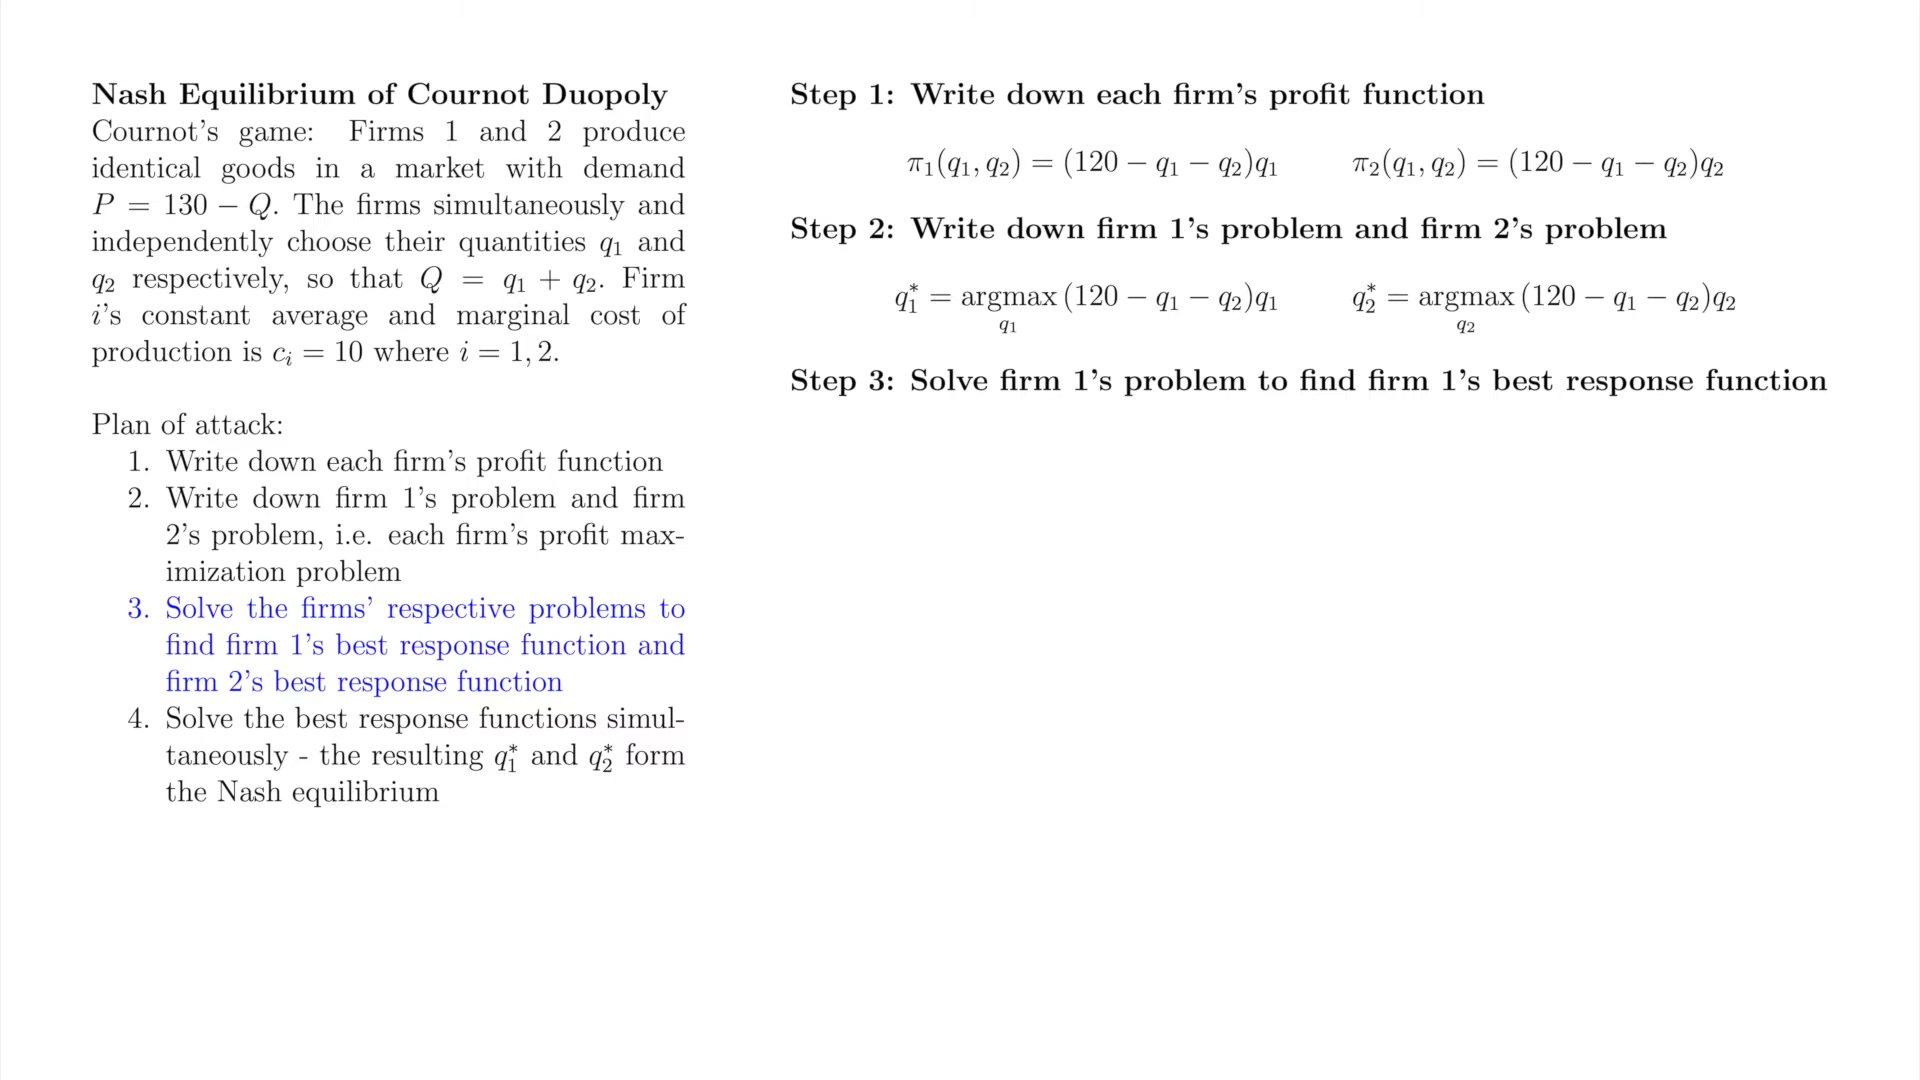 Nash Equilibrium of Cournot Duopoly
Cournot's game: Firms 1 and 2 produce
identical goods in a market with demand
P = 130 − Q. The firms simultaneously and
independently choose their quantities q₁ and
q₂ respectively, so that Q = q₁ + q₂. Firm
i's constant average and marginal cost of
production is cᵢ = 10 where i = 1, 2.
Plan of attack:
1. Write down each firm's profit function
2. Write down firm 1's problem and firm
2's problem, i.e. each firm's profit max-
imization problem
3. Solve the firms' respective problems to
find firm 1's best response function and
firm 2's best response function
4. Solve the best response functions simul-
taneously - the resulting q₁* and q₂* form
the Nash equilibrium
Step 1: Write down each firm's profit function
π₁(q₁, q₂) = (120 − q₁ − q₂)q₁ π₂(q₁, q₂) = (120 − q₁ − q₂)q₂
Step 2: Write down firm 1's problem and firm 2's problem
q₁* = argmax (120 − q₁ − q₂)q₁ q₂* = argmax (120 − q₁ − q₂)q₂
q₁ q₂
Step 3: Solve firm 1's problem to find firm 1's best response function